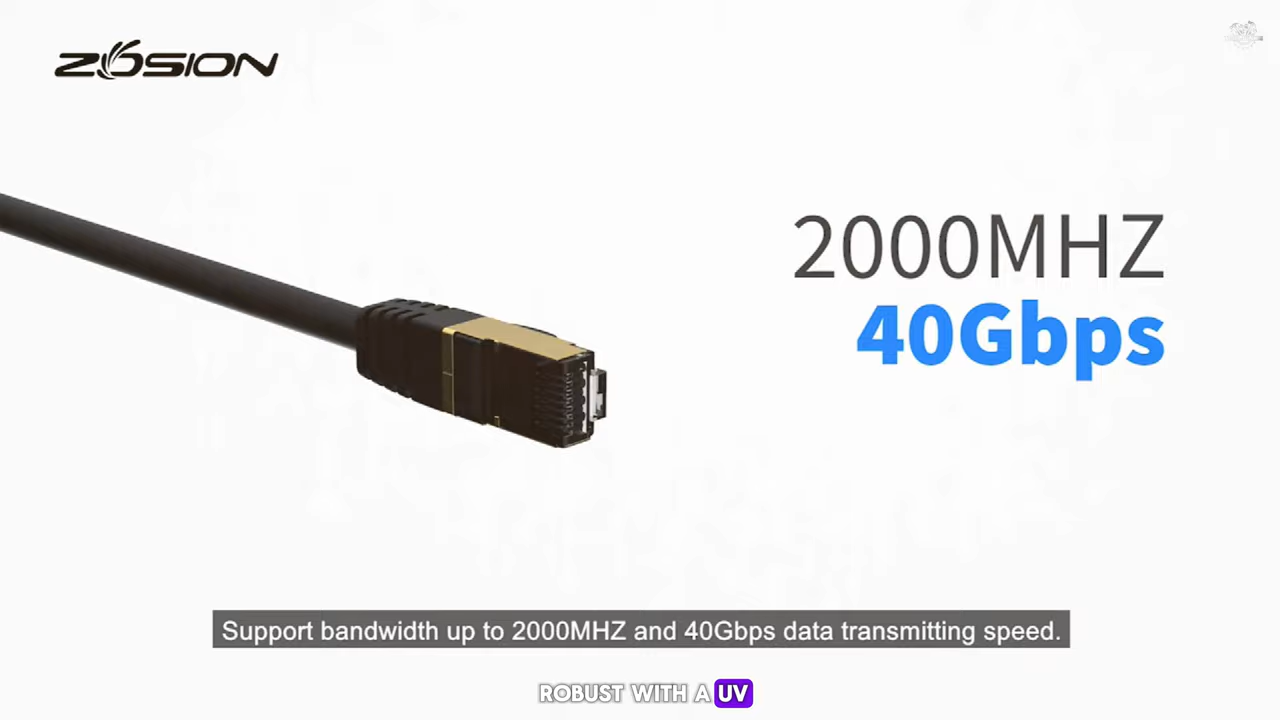 ZOSION
2000MHZ
40Gbps
Support bandwidth up to 2000MHZ and 40Gbps data transmitting speed.
ROBUST WITH A UV